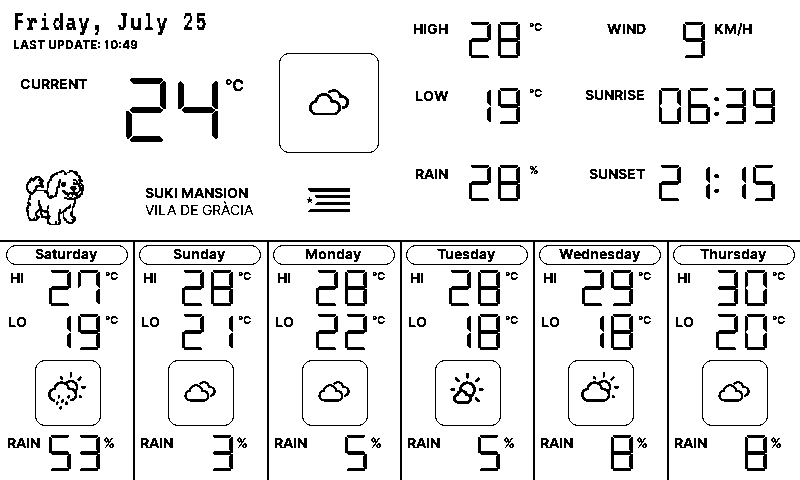 Friday, July 25
LAST UPDATE: 10:49
CURRENT 24 °C
HIGH 28 °C
LOW 19 °C
RAIN 28 %
WIND 9 KM/H
SUNRISE 06:39
SUNSET 21:15
SUKI MANSION
VILA DE GRÀCIA
Saturday
HI 27 °C
LO 19 °C
RAIN 53 %
Sunday
HI 28 °C
LO 21 °C
RAIN 3 %
Monday
HI 28 °C
LO 22 °C
RAIN 5 %
Tuesday
HI 28 °C
LO 18 °C
RAIN 5 %
Wednesday
HI 29 °C
LO 18 °C
RAIN 8 %
Thursday
HI 30 °C
LO 20 °C
RAIN 8 %